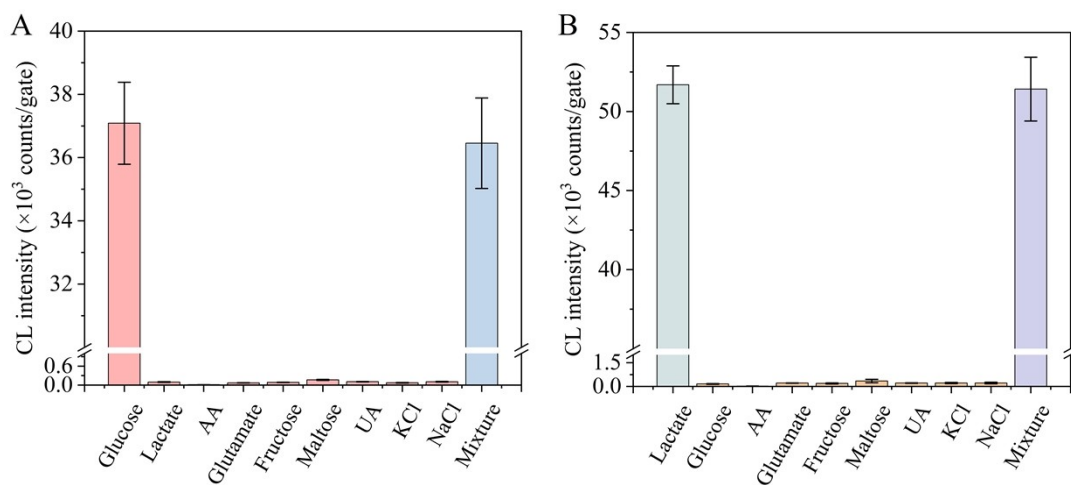 A
CL intensity (×10³ counts/gate)
40
38
36
34
32
0.6
0.0
Glucose
Lactate
AA
Glutamate
Fructose
Maltose
UA
KCl
NaCl
Mixture
B
CL intensity (×10³ counts/gate)
55
50
45
40
1.5
0.0
Lactate
Glucose
AA
Glutamate
Fructose
Maltose
UA
KCl
NaCl
Mixture